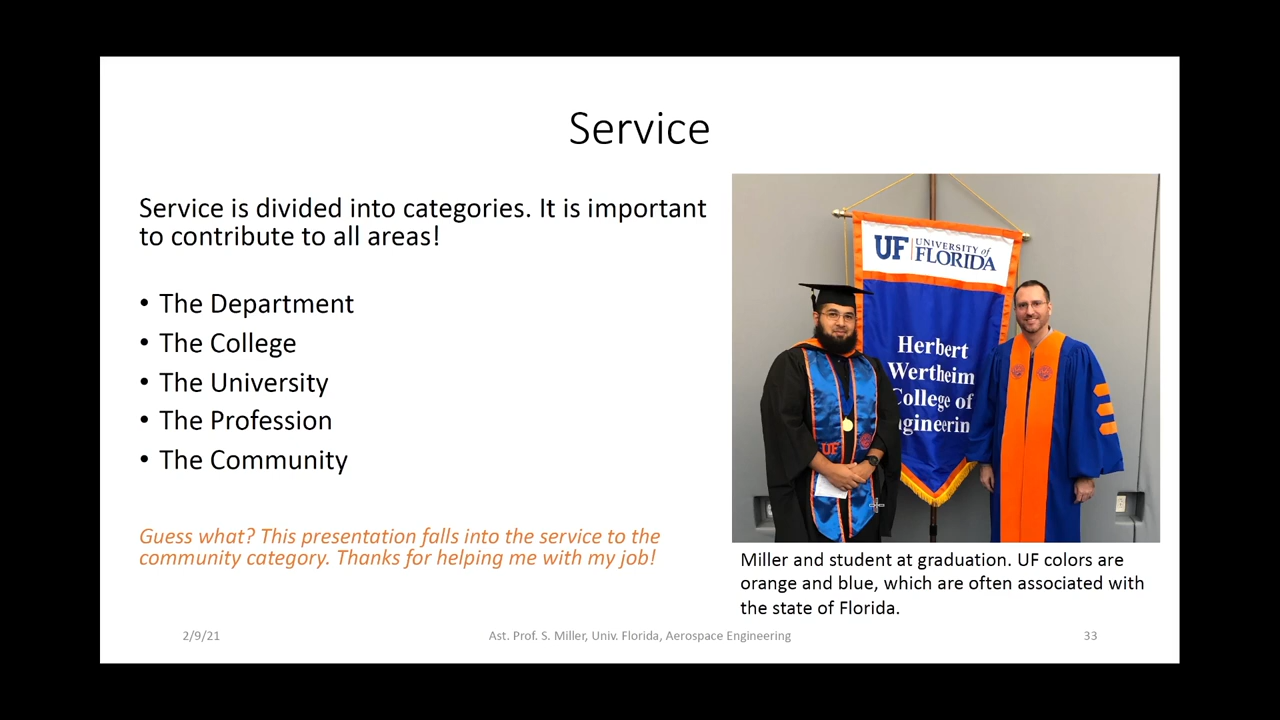 Service
Service is divided into categories. It is important
to contribute to all areas!
• The Department
• The College
• The University
• The Profession
• The Community
Guess what? This presentation falls into the service to the
community category. Thanks for helping me with my job!
UF UNIVERSITY of
FLORIDA
Herbert
Wertheim
College of
ngineerin
UF
Miller and student at graduation. UF colors are
orange and blue, which are often associated with
the state of Florida.
2/9/21
Ast. Prof. S. Miller, Univ. Florida, Aerospace Engineering
33